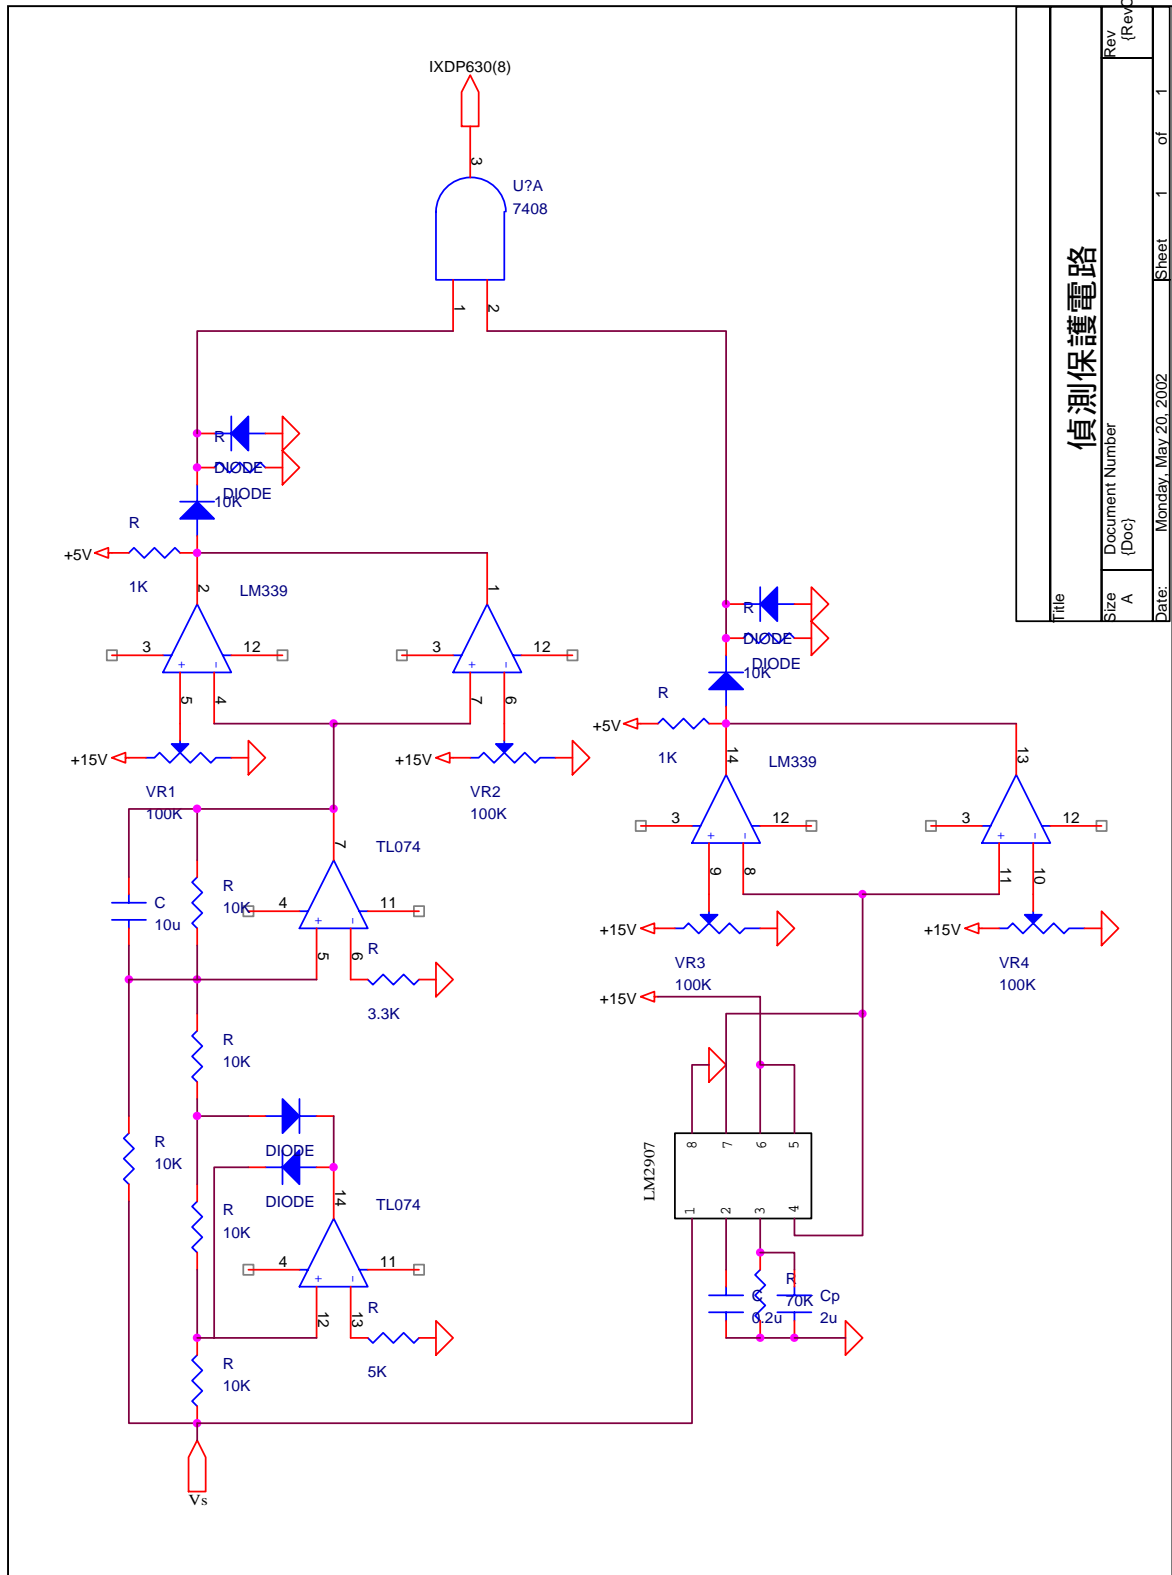 IXDP630(8)
3
U?A
7408
1
2
R
DIODE
DIODE
10K
R
+5V
1K
2
LM339
1
3
12
3
12
5
4
7
6
+15V
VR1
100K
+15V
VR2
100K
R
DIODE
DIODE
10K
R
+5V
1K
14
LM339
13
3
12
3
12
9
8
11
10
+15V
VR3
100K
+15V
VR4
100K
C
10u
R
10K
7
TL074
4
11
5
6
R
3.3K
R
10K
DIODE
DIODE
R
10K
R
10K
14
TL074
4
11
12
13
R
5K
R
10K
Vs
+15V
LM2907
8
7
6
5
1
2
3
4
C
0.2u
R
70K
Cp
2u
Title
偵測保護電路
Size
A
Document Number
{Doc}
Rev
{RevC
Date:
Monday, May 20, 2002
Sheet
1
of
1